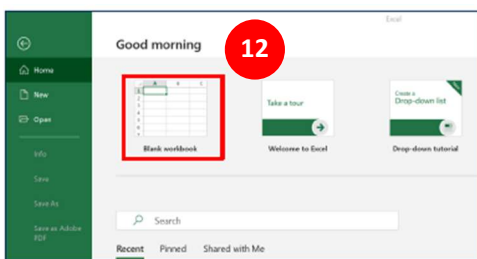 Excel
Good morning
12
Home
New
Open
Info
Save
Save As
Save as Adobe
PDF
Take a tour
Create a
Drop-down list
Blank workbook
Welcome to Excel
Drop-down tutorial
Search
Recent Pinned Shared with Me